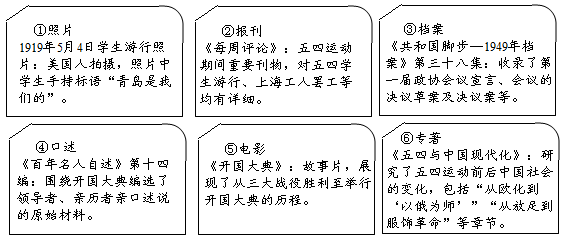 ①照片
1919年5月4日学生游行照
片：美国人拍摄，照片中
学生手持标语“青岛是我
们的”。
②报刊
《每周评论》：五四运动
期间重要刊物，对五四学
生游行、上海工人罢工等
均有详细。
③档案
《共和国脚步—1949年档
案》第三十八集：收录了第
一届政协会议宣言、会议的
决议草案及决议案等。
④口述
《百年名人自述》第十四
编：围绕开国大典编选了
领导者、亲历者亲口述说
的原始材料。
⑤电影
《开国大典》：故事片，展
现了从三大战役胜利至举行
开国大典的历程。
⑥专著
《五四与中国现代化》：研
究了五四运动前后中国社会
的变化，包括“从欧化到
‘以俄为师’”“从放足到
服饰革命”等章节。